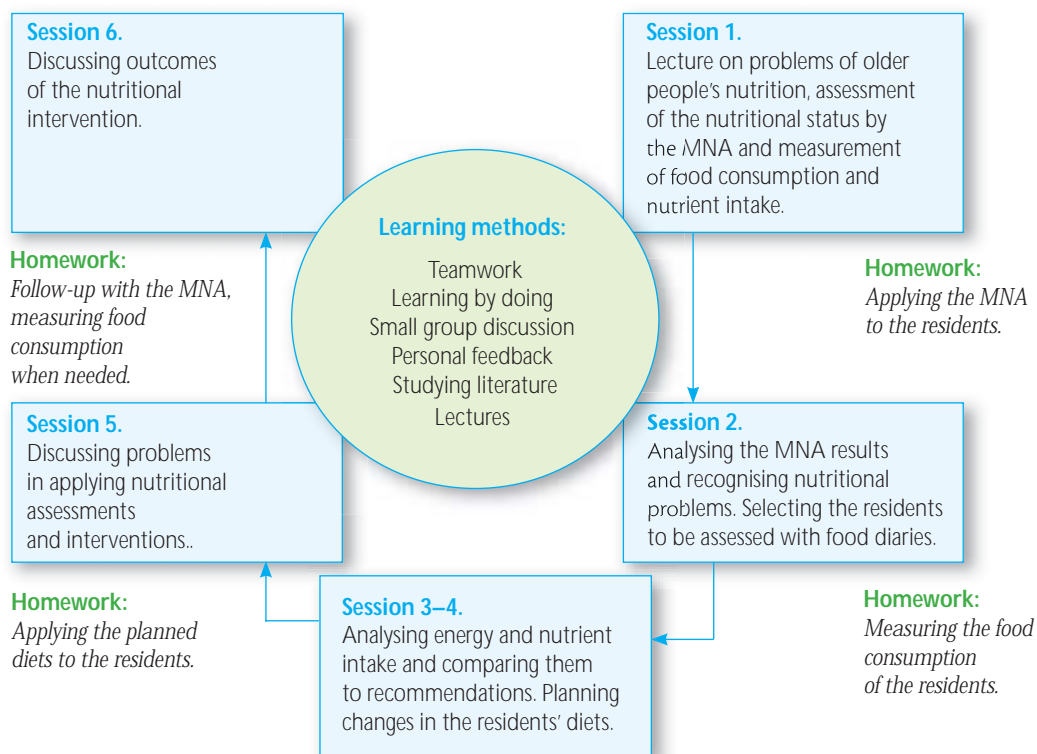 Session 1.
Lecture on problems of older
people's nutrition, assessment
of the nutritional status by
the MNA and measurement
of food consumption and
nutrient intake.
Homework:
Applying the MNA
to the residents.
Session 2.
Analysing the MNA results
and recognising nutritional
problems. Selecting the residents
to be assessed with food diaries.
Homework:
Measuring the food
consumption
of the residents.
Session 3–4.
Analysing energy and nutrient
intake and comparing them
to recommendations. Planning
changes in the residents' diets.
Homework:
Applying the planned
diets to the residents.
Session 5.
Discussing problems
in applying nutritional
assessments
and interventions..
Homework:
Follow-up with the MNA,
measuring food
consumption
when needed.
Session 6.
Discussing outcomes
of the nutritional
intervention.
Learning methods:
Teamwork
Learning by doing
Small group discussion
Personal feedback
Studying literature
Lectures